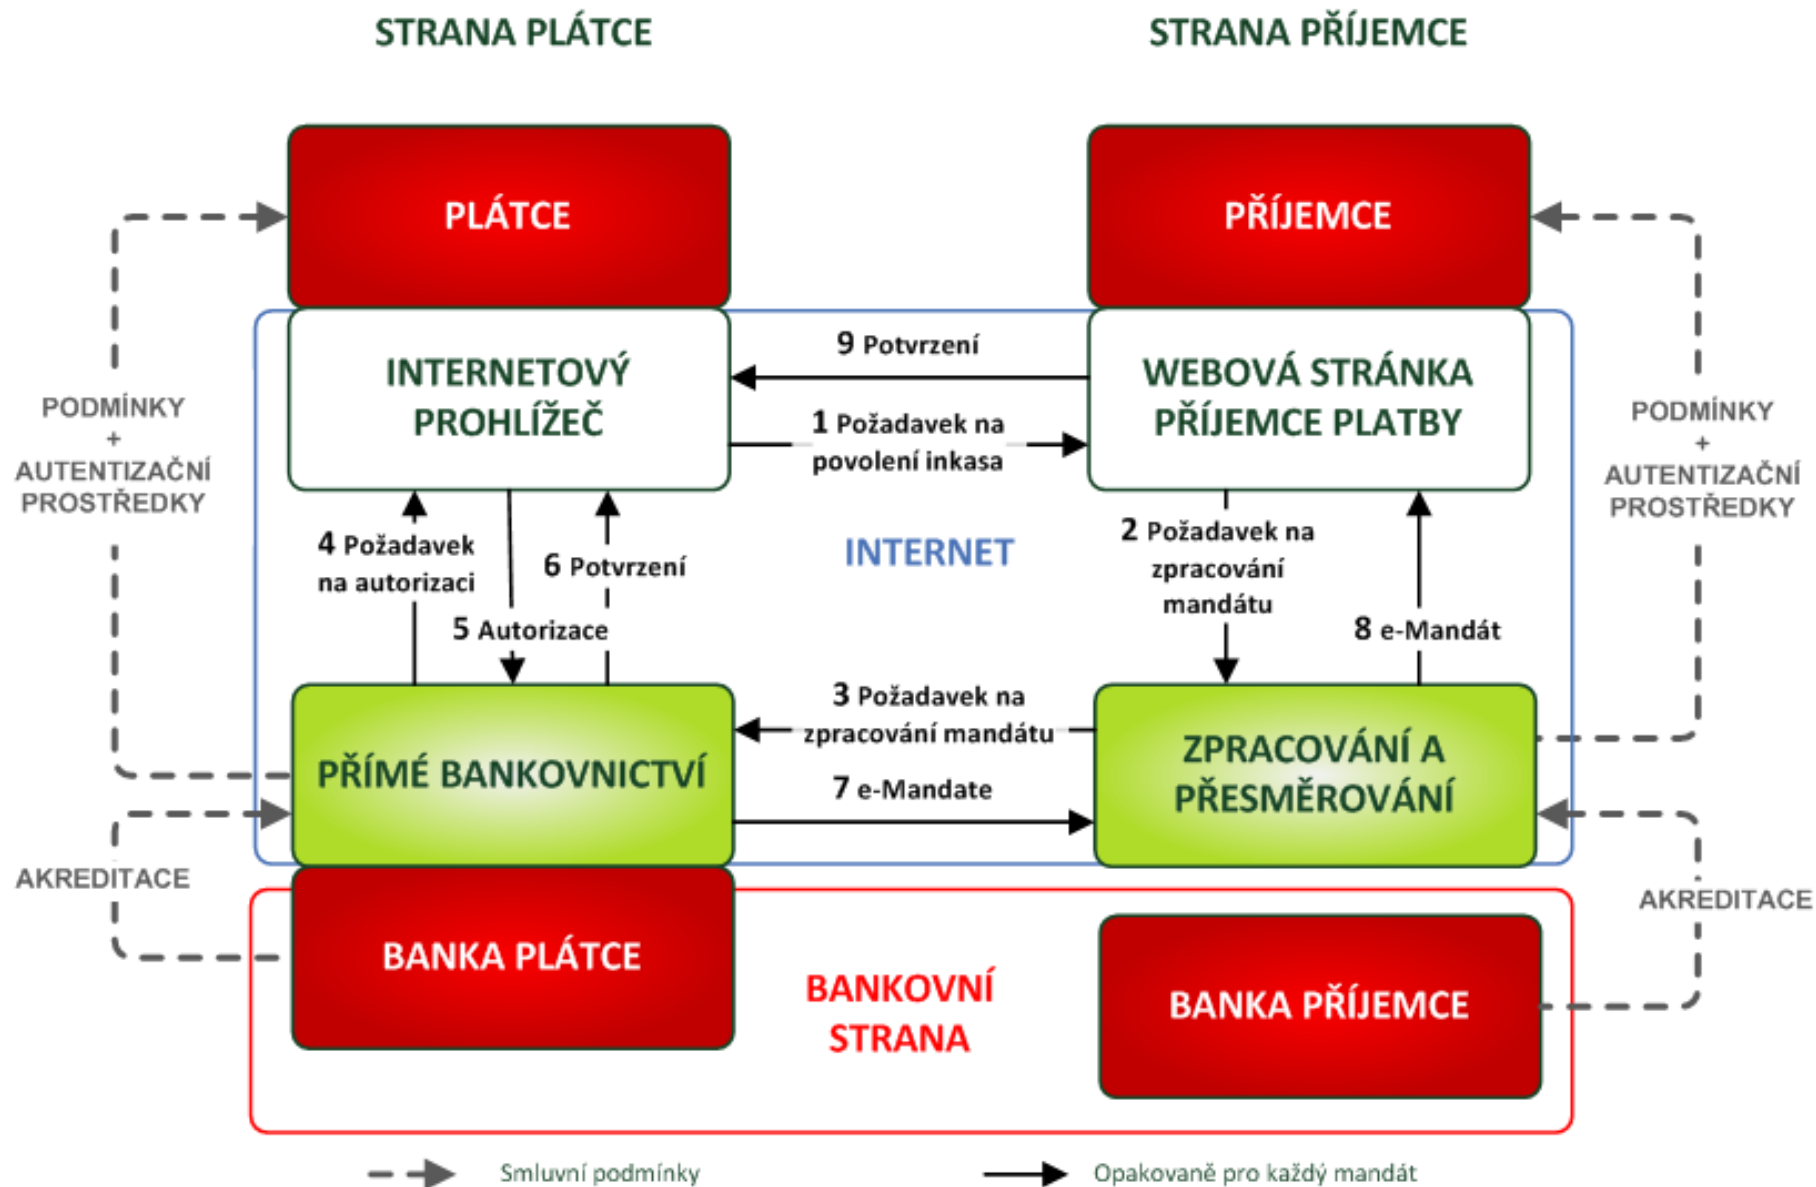 STRANA PLÁTCE
STRANA PŘÍJEMCE
PLÁTCE
PŘÍJEMCE
INTERNETOVÝ
PROHLÍŽEČ
9 Potvrzení
1 Požadavek na
povolení inkasa
WEBOVÁ STRÁNKA
PŘÍJEMCE PLATBY
PODMÍNKY
+
AUTENTIZAČNÍ
PROSTŘEDKY
PODMÍNKY
+
AUTENTIZAČNÍ
PROSTŘEDKY
4 Požadavek
na autorizaci
6 Potvrzení
5 Autorizace
INTERNET
2 Požadavek na
zpracování
mandátu
8 e-Mandát
3 Požadavek na
zpracování mandátu
7 e-Mandate
PŘÍMÉ BANKOVNICTVÍ
ZPRACOVÁNÍ A
PŘESMĚROVÁNÍ
AKREDITACE
AKREDITACE
BANKA PLÁTCE
BANKOVNÍ
STRANA
BANKA PŘÍJEMCE
Smluvní podmínky
Opakovaně pro každý mandát